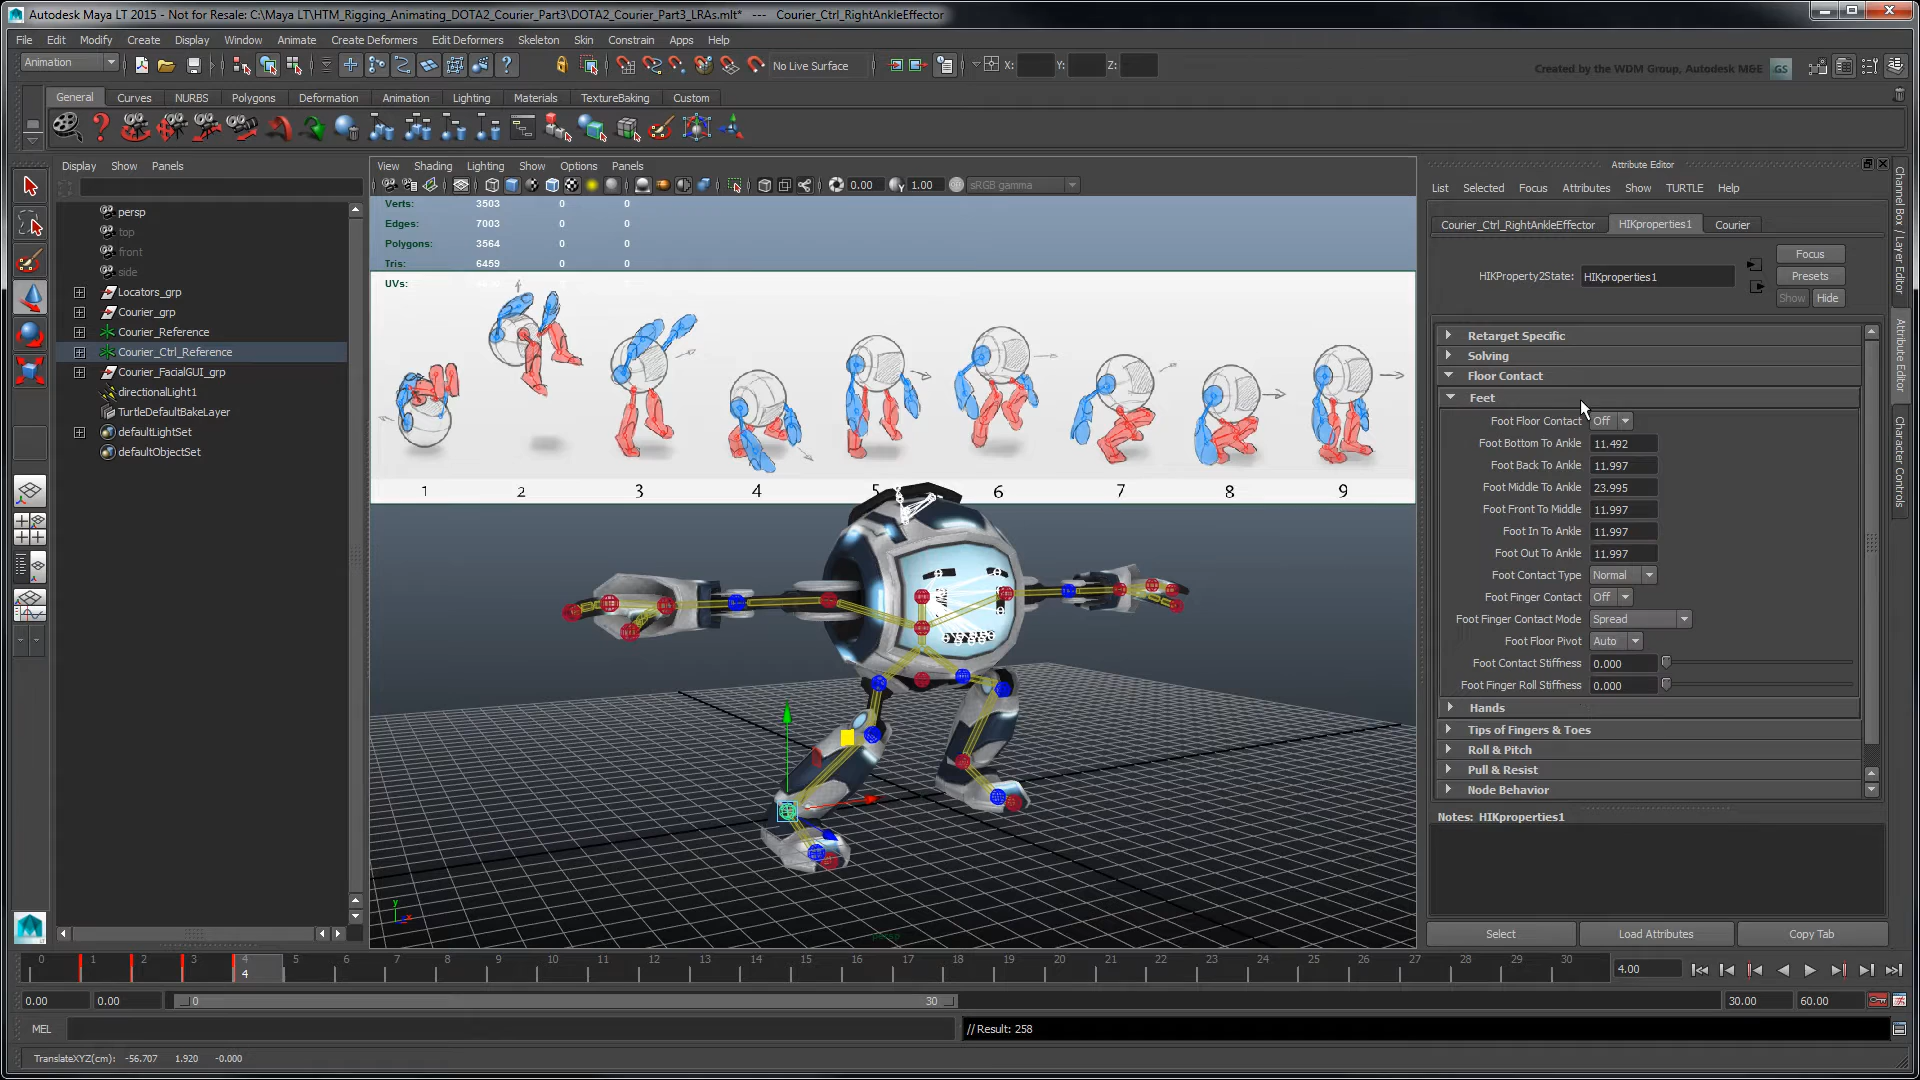 Autodesk Maya LT 2015 - Not for Resale: C:\Maya LT\HTM_Rigging_Animating_DOTA2_Courier_Part3\DOTA2_Courier_Part3_LRAs.mlt* --- Courier_Ctrl_RightAnkleEffector
File Edit Modify Create Display Window Animate Create Deformers Edit Deformers Skeleton Skin Constrain Apps Help
Animation No Live Surface X: Y: Z: Created by the WDM Group, Autodesk MGE GS
General Curves NURBS Polygons Deformation Animation Lighting Materials TextureBaking Custom
Display Show Panels
persp
top
front
side
Locators_grp
Courier_grp
Courier_Reference
Courier_Ctrl_Reference
Courier_FacialGUI_grp
directionalLight1
TurtleDefaultBakeLayer
defaultLightSet
defaultObjectSet
View Shading Lighting Show Options Panels
0.00 1.00 sRGB gamma
Verts: 3503 0 0
Edges: 7003 0 0
Polygons: 3564 0 0
Tris: 6459 0 0
UVs:
1 2 3 4 5 6 7 8 9
y
x
persp
Attribute Editor
List Selected Focus Attributes Show TURTLE Help
Courier_Ctrl_RightAnkleEffector HIKproperties1 Courier
HIKProperty2State: HIKproperties1
Focus
Presets
Show Hide
Retarget Specific
Solving
Floor Contact
Feet
Foot Floor Contact Off
Foot Bottom To Ankle 11.492
Foot Back To Ankle 11.997
Foot Middle To Ankle 23.995
Foot Front To Middle 11.997
Foot In To Ankle 11.997
Foot Out To Ankle 11.997
Foot Contact Type Normal
Foot Finger Contact Off
Foot Finger Contact Mode Spread
Foot Floor Pivot Auto
Foot Contact Stiffness 0.000
Foot Finger Roll Stiffness 0.000
Hands
Tips of Fingers & Toes
Roll & Pitch
Pull & Resist
Node Behavior
Notes: HIKproperties1
Select Load Attributes Copy Tab
Channel Box / Layer Editor
Attribute Editor
Character Controls
0 1 2 3 4 5 6 7 8 9 10 11 12 13 14 15 16 17 18 19 20 21 22 23 24 25 26 27 28 29 30
4
4.00
0.00 0.00 0 30 30.00 60.00
MEL // Result: 258
TranslateXYZ(cm): -56.707 1.920 -0.000